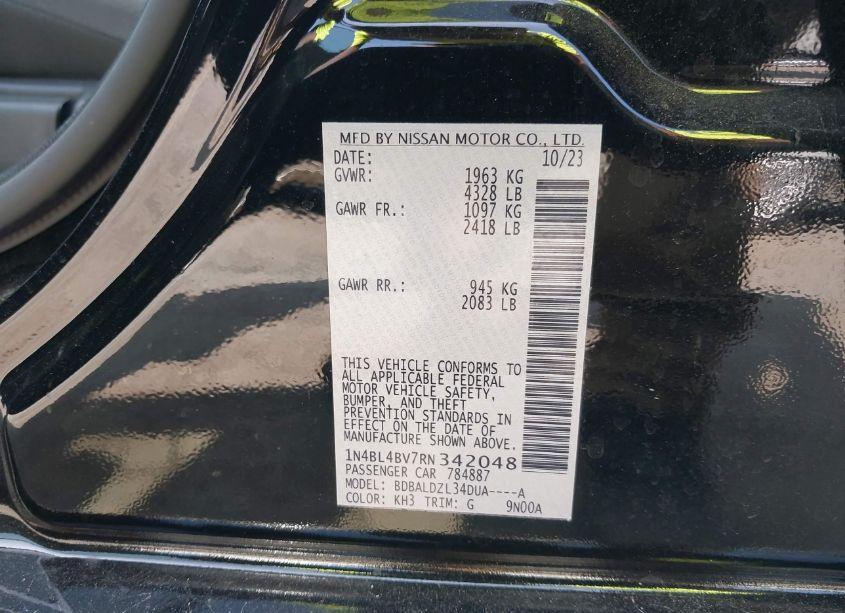 MFD BY NISSAN MOTOR CO., LTD.
DATE: 10/23
GVWR: 1963 KG
4328 LB
GAWR FR.: 1097 KG
2418 LB
GAWR RR.: 945 KG
2083 LB
THIS VEHICLE CONFORMS TO
ALL APPLICABLE FEDERAL
MOTOR VEHICLE SAFETY,
BUMPER, AND THEFT
PREVENTION STANDARDS IN
EFFECT ON THE DATE OF
MANUFACTURE SHOWN ABOVE.
1N4BL4BV7RN342048
PASSENGER CAR 784887
MODEL: BDBALDZL34DUA----A
COLOR: KH3 TRIM: G 9N00A